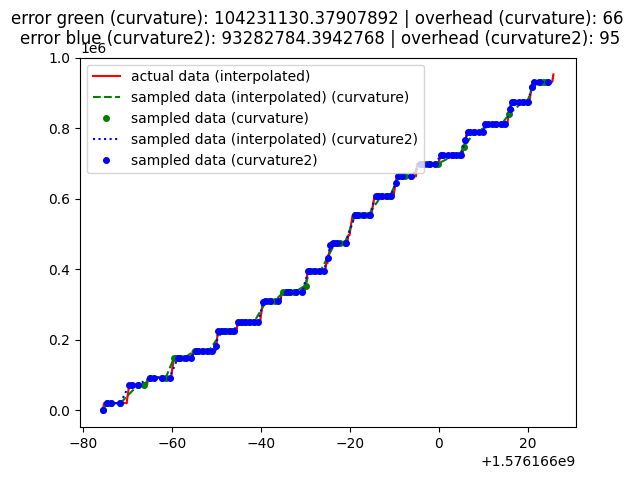 error green (curvature): 104231130.37907892 | overhead (curvature): 66
error blue (curvature2): 93282784.3942768 | overhead (curvature2): 95
1e6
1.0
0.8
0.6
0.4
0.2
0.0
actual data (interpolated)
sampled data (interpolated) (curvature)
sampled data (curvature)
sampled data (interpolated) (curvature2)
sampled data (curvature2)
−80 −60 −40 −20 0 20
+1.576166e9